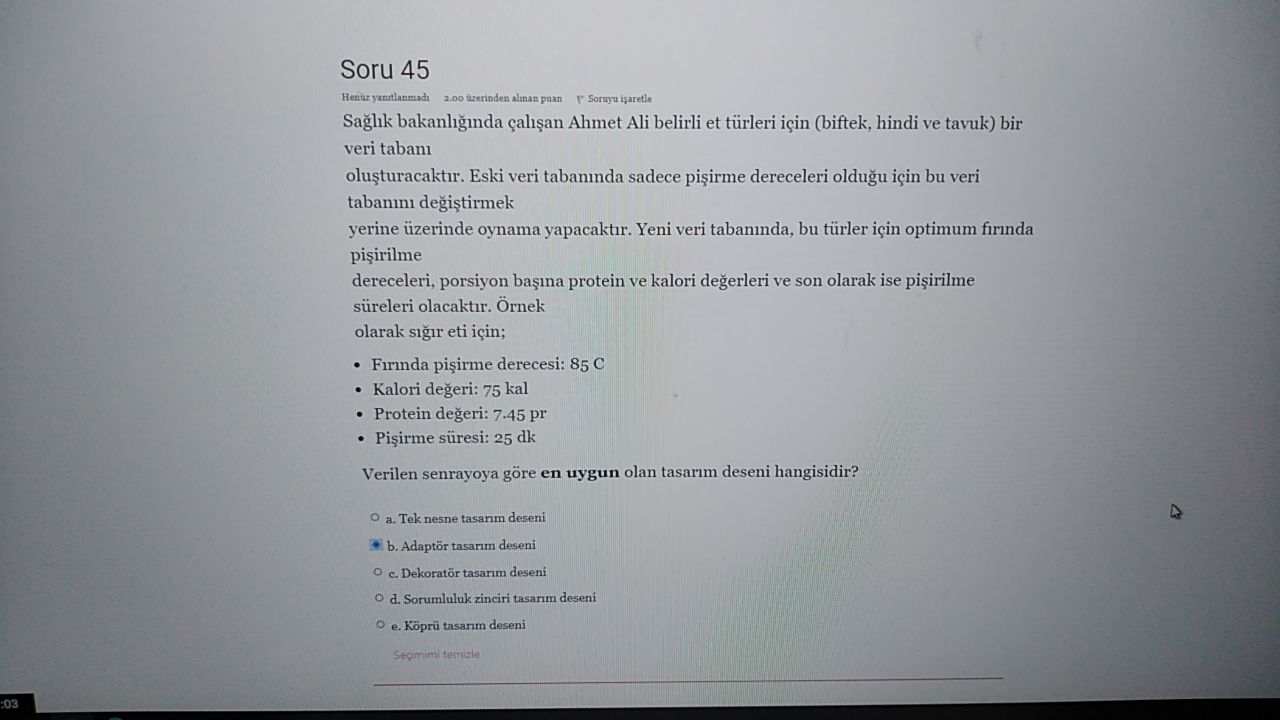 Soru 45
Henüz yanıtlanmadı 2.00 üzerinden alınan puan Soruyu işaretle
Sağlık bakanlığında çalışan Ahmet Ali belirli et türleri için (biftek, hindi ve tavuk) bir
veri tabanı
oluşturacaktır. Eski veri tabanında sadece pişirme dereceleri olduğu için bu veri
tabanını değiştirmek
yerine üzerinde oynama yapacaktır. Yeni veri tabanında, bu türler için optimum fırında
pişirilme
dereceleri, porsiyon başına protein ve kalori değerleri ve son olarak ise pişirilme
süreleri olacaktır. Örnek
olarak sığır eti için;
• Fırında pişirme derecesi: 85 C
• Kalori değeri: 75 kal
• Protein değeri: 7.45 pr
• Pişirme süresi: 25 dk
Verilen senrayoya göre en uygun olan tasarım deseni hangisidir?
a. Tek nesne tasarım deseni
b. Adaptör tasarım deseni
c. Dekoratör tasarım deseni
d. Sorumluluk zinciri tasarım deseni
e. Köprü tasarım deseni
Seçimimi temizle
:03